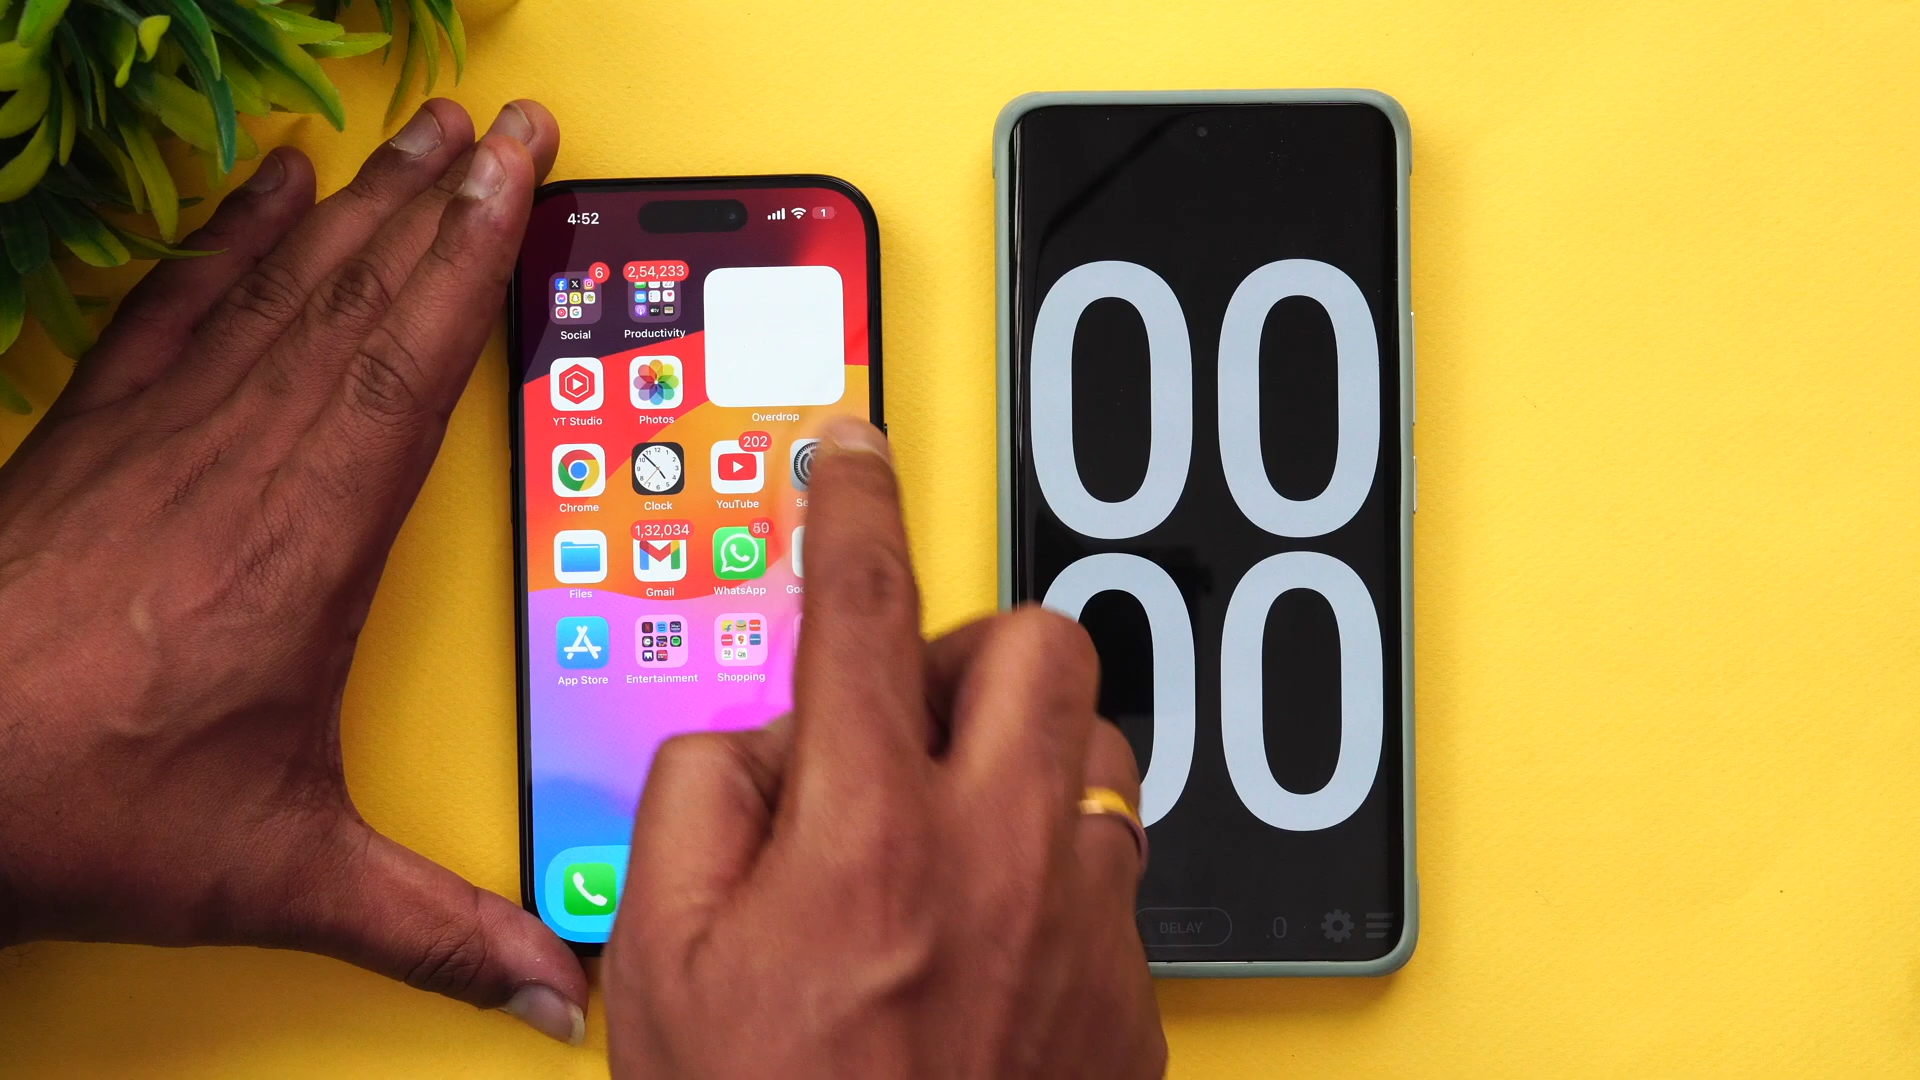 4:52
1
6
2,54,233
Social
Productivity
YT Studio
Photos
Overdrop
202
Chrome
Clock
YouTube
1,32,034
Files
Gmail
WhatsApp
App Store
Entertainment
Shopping
00
00
DELAY
.0